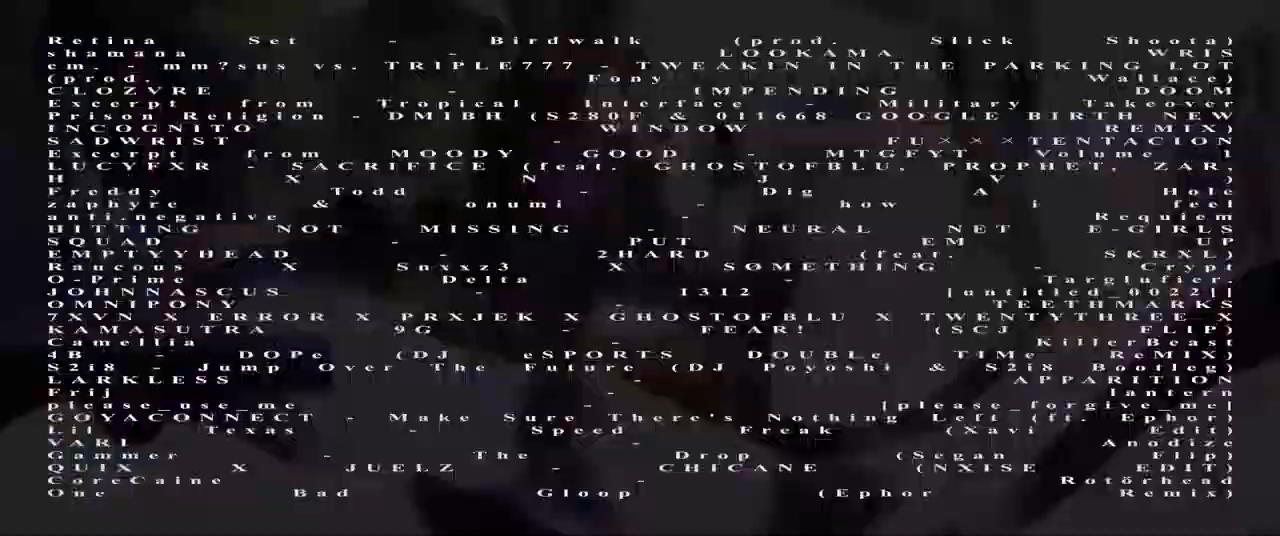 Retina Set - Birdwalk (prod. Slick Shoota)
shamana - LOOKAMA WRIS
em - mm?sus vs. TRIPLE777 - TWEAKIN IN THE PARKING LOT
(prod. Fony Wallace)
CLOZVRE - IMPENDING DOOM
Excerpt from Tropical Interface - Military Takeover
Prison Religion - DMIBH (S280F & 011668 GOOGLE BIRTH NEW
INCOGNITO WINDOW REMIX)
SADWRIST - FU×××TENTACION
Excerpt from MOODY GOOD - MTGFYT Volume 1
LUCYFXR - SACRIFICE (feat. GHOSTOFBLU, PROPHET, ZAR,
H X N J Y )
Freddy Todd - Dig A Hole
zaphyre & onumi - how i feel
anti.negative - Requiem
HITTING NOT MISSING - NEURAL NET E-GIRLS
SQUAD - PUT EM UP
EMPTYYHEAD - 2HARD (feat. SKRXL)
Raucous X Snxxz3 X SØMETHING - Crypt
O-Prime Delta - Targlufier
JOHNNASCUS - 1312 [untitled_0022]]
OMNIPONY - TEETHMARKS
7XVN X ERROR X PRXJEK X GHOSTOFBLU X TWENTYTHREE X
KAMASUTRA 9G - FEAR! (SCJ FLIP)
Camellia - KillerBeast
4B - DOPe (DJ eSPORTS DOUBLe TIMe ReMIX)
S2i8 - Jump Over The Future (DJ Poyoshi & S2i8 Bootleg)
LARKLESS - APPARITION
Frij - lantern
please_use_me - [please_forgive_me]
GOYACONNECT - Make Sure There's Nothing Left (ft. Ephor)
Lil Texas - Speed Freak (Xavi Edit)
VARI - Anodize
Gammer - The Drop (Segan Flip)
QUIX X JUELZ - CHICANE (NXISE EDIT)
CoreCaine - Rotörhead
One Bad Gloop (Ephor Remix)